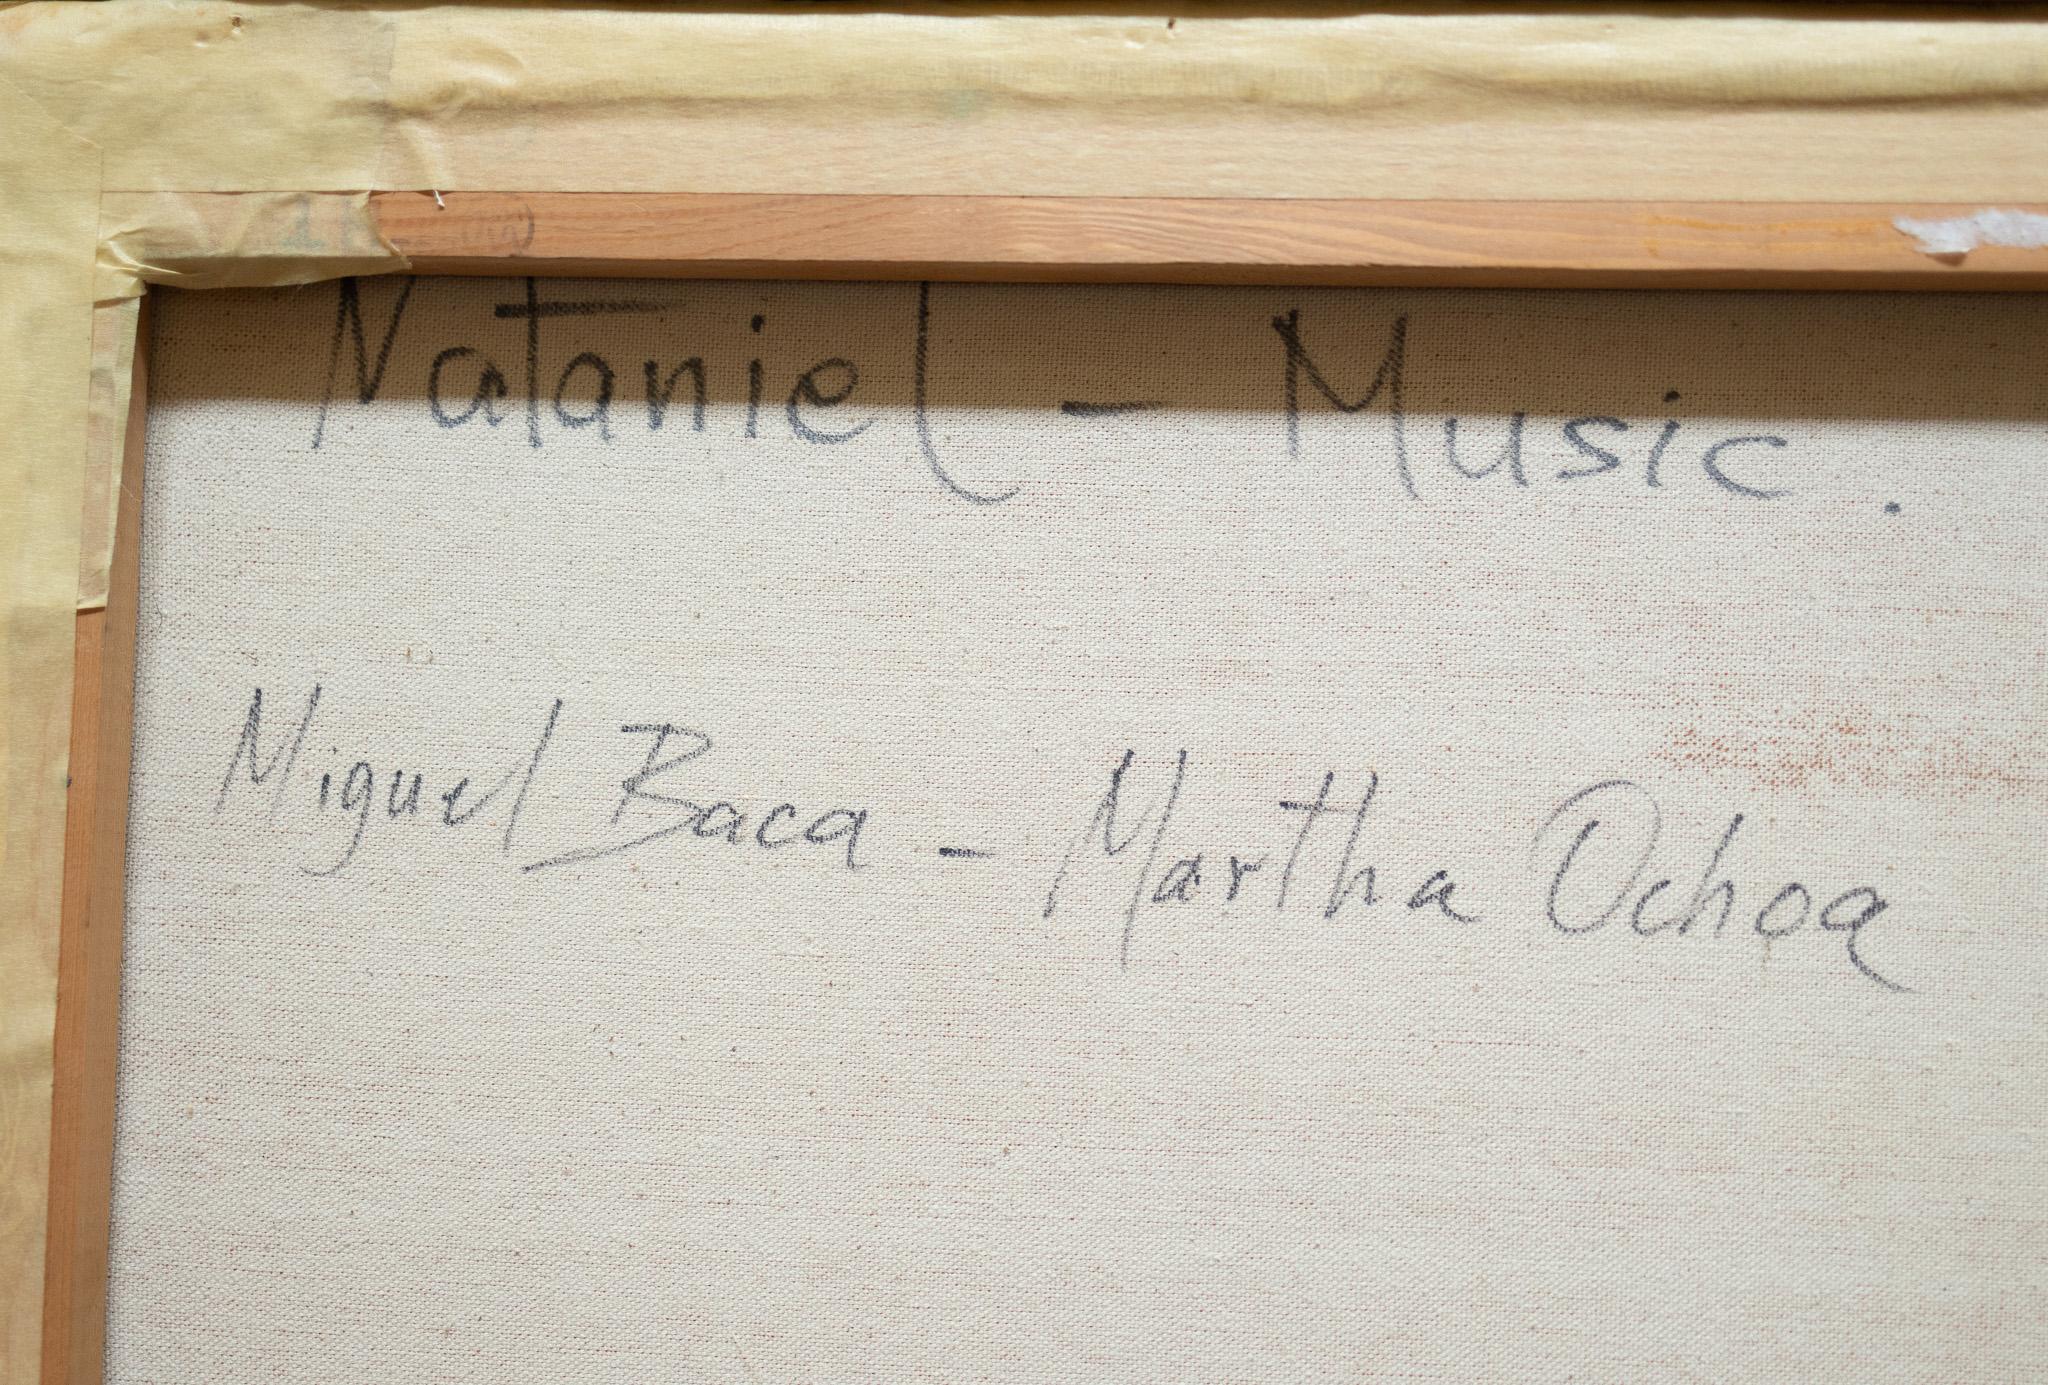 Nataniel - Music.
Miguel Baca - Martha Ochoa